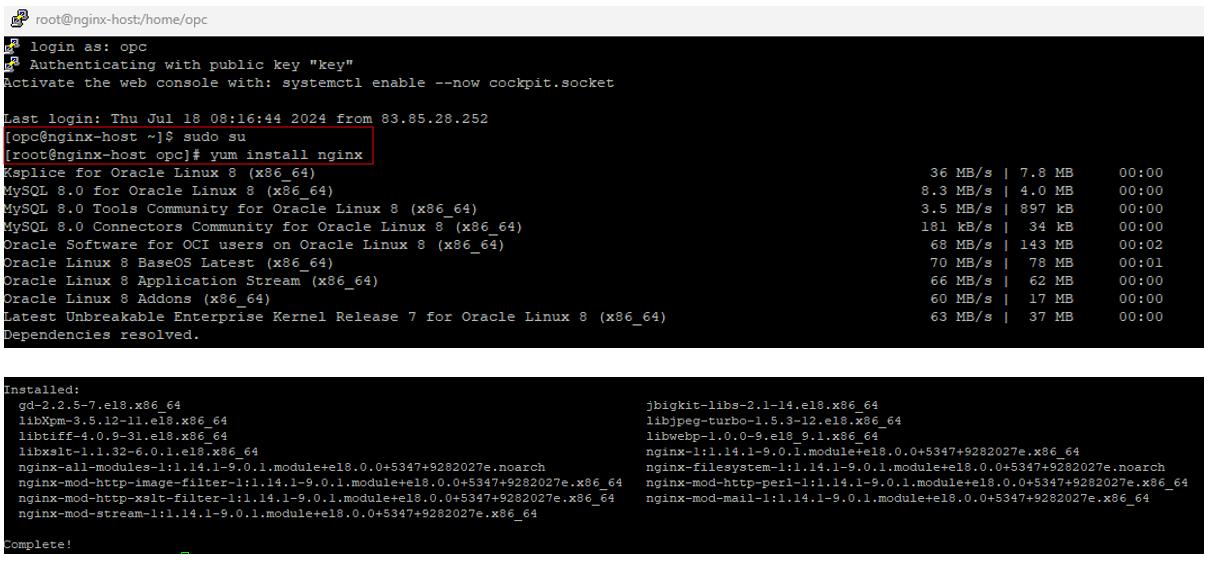 root@nginx-host:/home/opc
login as: opc
Authenticating with public key "key"
Activate the web console with: systemctl enable --now cockpit.socket
Last login: Thu Jul 18 08:16:44 2024 from 83.85.28.252
[opc@nginx-host ~]$ sudo su
[root@nginx-host opc]# yum install nginx
Ksplice for Oracle Linux 8 (x86_64) 36 MB/s | 7.8 MB 00:00
MySQL 8.0 for Oracle Linux 8 (x86_64) 8.3 MB/s | 4.0 MB 00:00
MySQL 8.0 Tools Community for Oracle Linux 8 (x86_64) 3.5 MB/s | 897 kB 00:00
MySQL 8.0 Connectors Community for Oracle Linux 8 (x86_64) 181 kB/s | 34 kB 00:00
Oracle Software for OCI users on Oracle Linux 8 (x86_64) 68 MB/s | 143 MB 00:02
Oracle Linux 8 BaseOS Latest (x86_64) 70 MB/s | 78 MB 00:01
Oracle Linux 8 Application Stream (x86_64) 66 MB/s | 62 MB 00:00
Oracle Linux 8 Addons (x86_64) 60 MB/s | 17 MB 00:00
Latest Unbreakable Enterprise Kernel Release 7 for Oracle Linux 8 (x86_64) 63 MB/s | 37 MB 00:00
Dependencies resolved.
Installed:
gd-2.2.5-7.el8.x86_64 jbigkit-libs-2.1-14.el8.x86_64
libXpm-3.5.12-11.el8.x86_64 libjpeg-turbo-1.5.3-12.el8.x86_64
libtiff-4.0.9-31.el8.x86_64 libwebp-1.0.0-9.el8_9.1.x86_64
libxslt-1.1.32-6.0.1.el8.x86_64 nginx-1:1.14.1-9.0.1.module+el8.0.0+5347+9282027e.x86_64
nginx-all-modules-1:1.14.1-9.0.1.module+el8.0.0+5347+9282027e.noarch nginx-filesystem-1:1.14.1-9.0.1.module+el8.0.0+5347+9282027e.noarch
nginx-mod-http-image-filter-1:1.14.1-9.0.1.module+el8.0.0+5347+9282027e.x86_64 nginx-mod-http-perl-1:1.14.1-9.0.1.module+el8.0.0+5347+9282027e.x86_64
nginx-mod-http-xslt-filter-1:1.14.1-9.0.1.module+el8.0.0+5347+9282027e.x86_64 nginx-mod-mail-1:1.14.1-9.0.1.module+el8.0.0+5347+9282027e.x86_64
nginx-mod-stream-1:1.14.1-9.0.1.module+el8.0.0+5347+9282027e.x86_64
Complete!